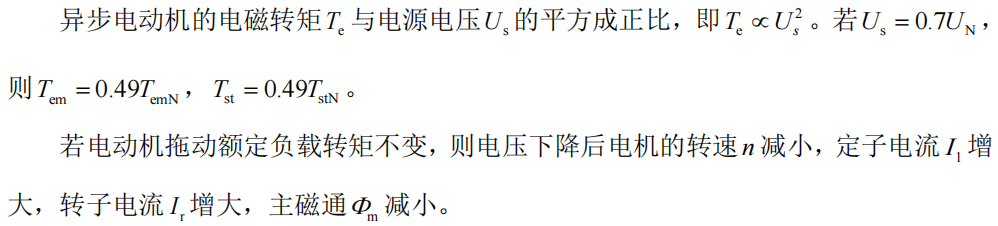 异步电动机的电磁转矩 $T_{\mathrm{e}}$ 与电源电压 $U_{\mathrm{s}}$ 的平方成正比，即 $T_{\mathrm{e}} \propto U_{s}^{2}$ 。若 $U_{\mathrm{s}} = 0.7U_{\mathrm{N}}$，
则 $T_{\mathrm{em}} = 0.49T_{\mathrm{emN}}$， $T_{\mathrm{st}} = 0.49T_{\mathrm{stN}}$ 。
若电动机拖动额定负载转矩不变，则电压下降后电机的转速 $n$ 减小，定子电流 $I_{1}$ 增
大，转子电流 $I_{\mathrm{r}}$ 增大，主磁通 $\Phi_{\mathrm{m}}$ 减小。